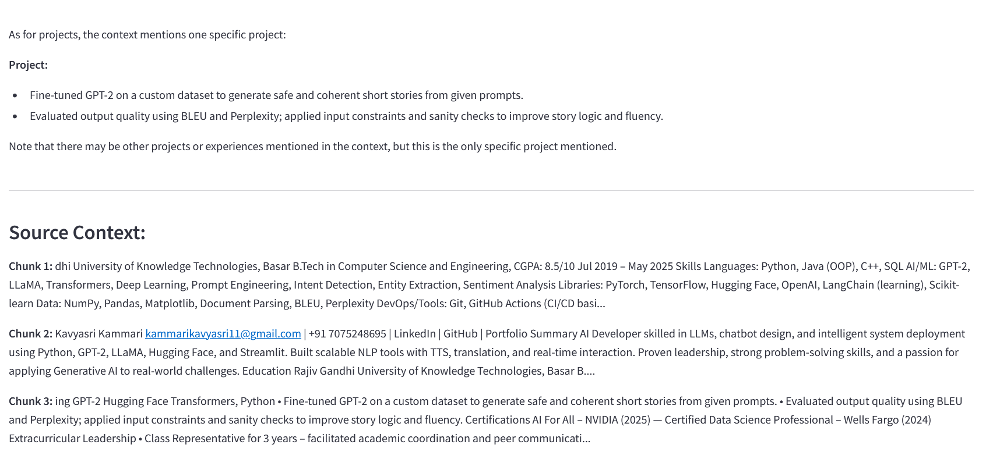 As for projects, the context mentions one specific project:
Project:
• Fine-tuned GPT-2 on a custom dataset to generate safe and coherent short stories from given prompts.
• Evaluated output quality using BLEU and Perplexity; applied input constraints and sanity checks to improve story logic and fluency.
Note that there may be other projects or experiences mentioned in the context, but this is the only specific project mentioned.
Source Context:
Chunk 1: dhi University of Knowledge Technologies, Basar B.Tech in Computer Science and Engineering, CGPA: 8.5/10 Jul 2019 – May 2025 Skills Languages: Python, Java (OOP), C++, SQL AI/ML: GPT-2,
LLaMA, Transformers, Deep Learning, Prompt Engineering, Intent Detection, Entity Extraction, Sentiment Analysis Libraries: PyTorch, TensorFlow, Hugging Face, OpenAI, LangChain (learning), Scikit-
learn Data: NumPy, Pandas, Matplotlib, Document Parsing, BLEU, Perplexity DevOps/Tools: Git, GitHub Actions (CI/CD basi...
Chunk 2: Kavyasri Kammari kammarikavyasri11@gmail.com | +91 7075248695 | LinkedIn | GitHub | Portfolio Summary AI Developer skilled in LLMs, chatbot design, and intelligent system deployment
using Python, GPT-2, LLaMA, Hugging Face, and Streamlit. Built scalable NLP tools with TTS, translation, and real-time interaction. Proven leadership, strong problem-solving skills, and a passion for
applying Generative AI to real-world challenges. Education Rajiv Gandhi University of Knowledge Technologies, Basar B....
Chunk 3: ing GPT-2 Hugging Face Transformers, Python • Fine-tuned GPT-2 on a custom dataset to generate safe and coherent short stories from given prompts. • Evaluated output quality using BLEU
and Perplexity; applied input constraints and sanity checks to improve story logic and fluency. Certifications AI For All – NVIDIA (2025) — Certified Data Science Professional – Wells Fargo (2024)
Extracurricular Leadership • Class Representative for 3 years – facilitated academic coordination and peer communicati...